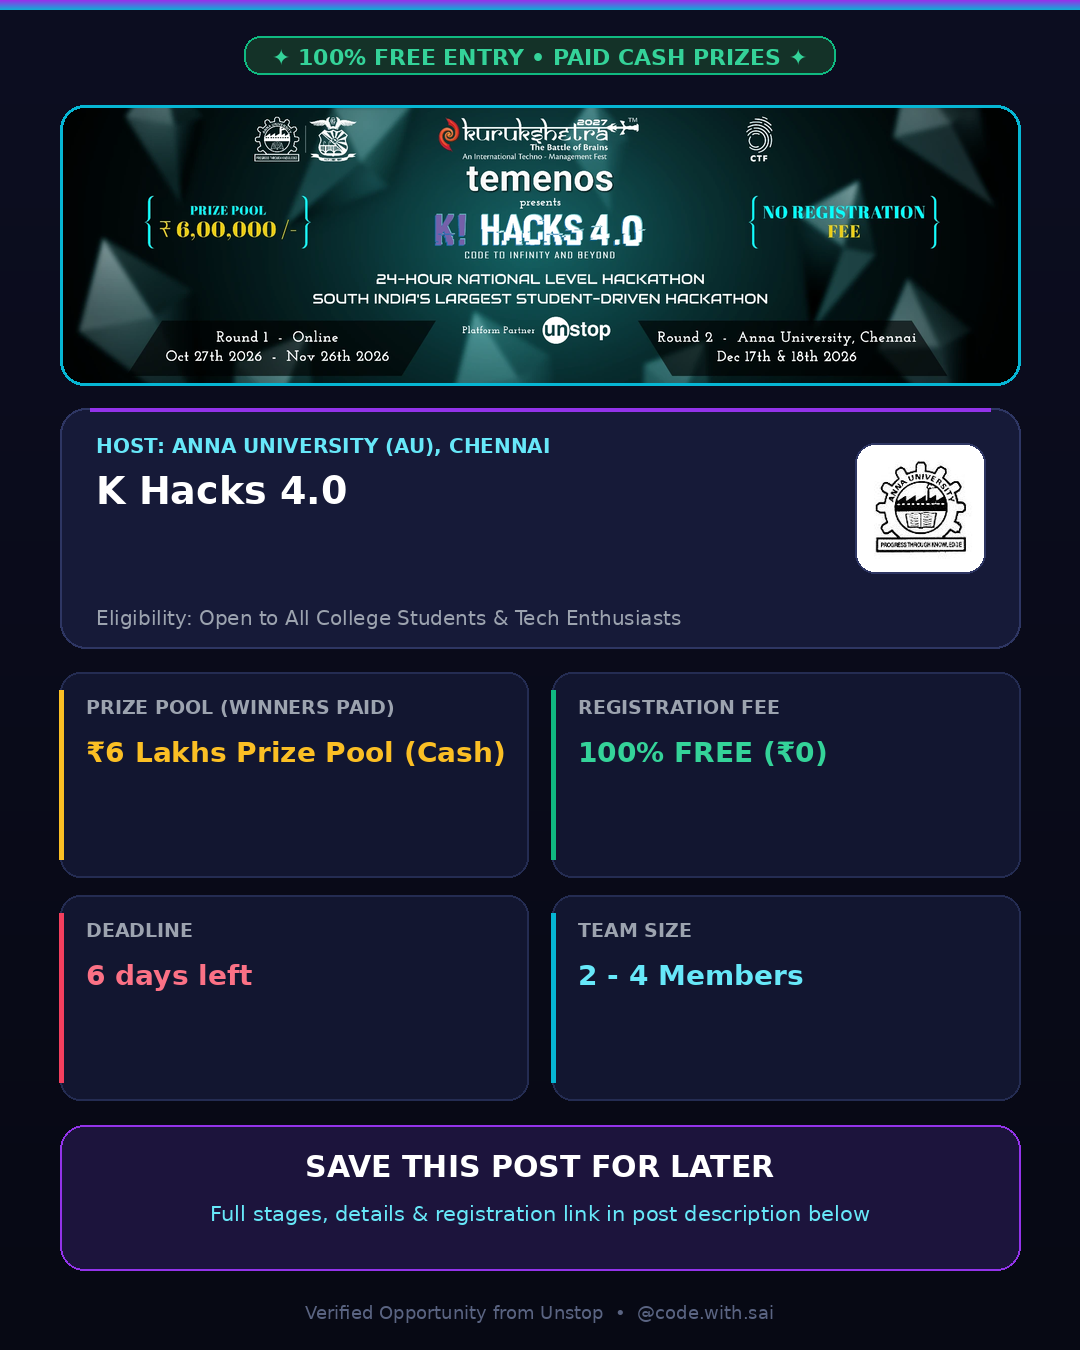 ✦ 100% FREE ENTRY • PAID CASH PRIZES ✦
2027
kurukshetra TM
The Battle of Brains
An International Techno - Management Fest
PROGRESS THROUGH KNOWLEDGE
CTF
temenos
presents
PRIZE POOL
₹ 6,00,000 /-
K! HACKS 4.0
CODE TO INFINITY AND BEYOND
NO REGISTRATION
FEE
24-HOUR NATIONAL LEVEL HACKATHON
SOUTH INDIA'S LARGEST STUDENT-DRIVEN HACKATHON
Platform Partner unstop
Round 1 - Online
Oct 27th 2026 - Nov 26th 2026
Round 2 - Anna University, Chennai
Dec 17th & 18th 2026
HOST: ANNA UNIVERSITY (AU), CHENNAI
K Hacks 4.0
ANNA UNIVERSITY
PROGRESS THROUGH KNOWLEDGE
Eligibility: Open to All College Students & Tech Enthusiasts
PRIZE POOL (WINNERS PAID)
₹6 Lakhs Prize Pool (Cash)
REGISTRATION FEE
100% FREE (₹0)
DEADLINE
6 days left
TEAM SIZE
2 - 4 Members
SAVE THIS POST FOR LATER
Full stages, details & registration link in post description below
Verified Opportunity from Unstop • @code.with.sai